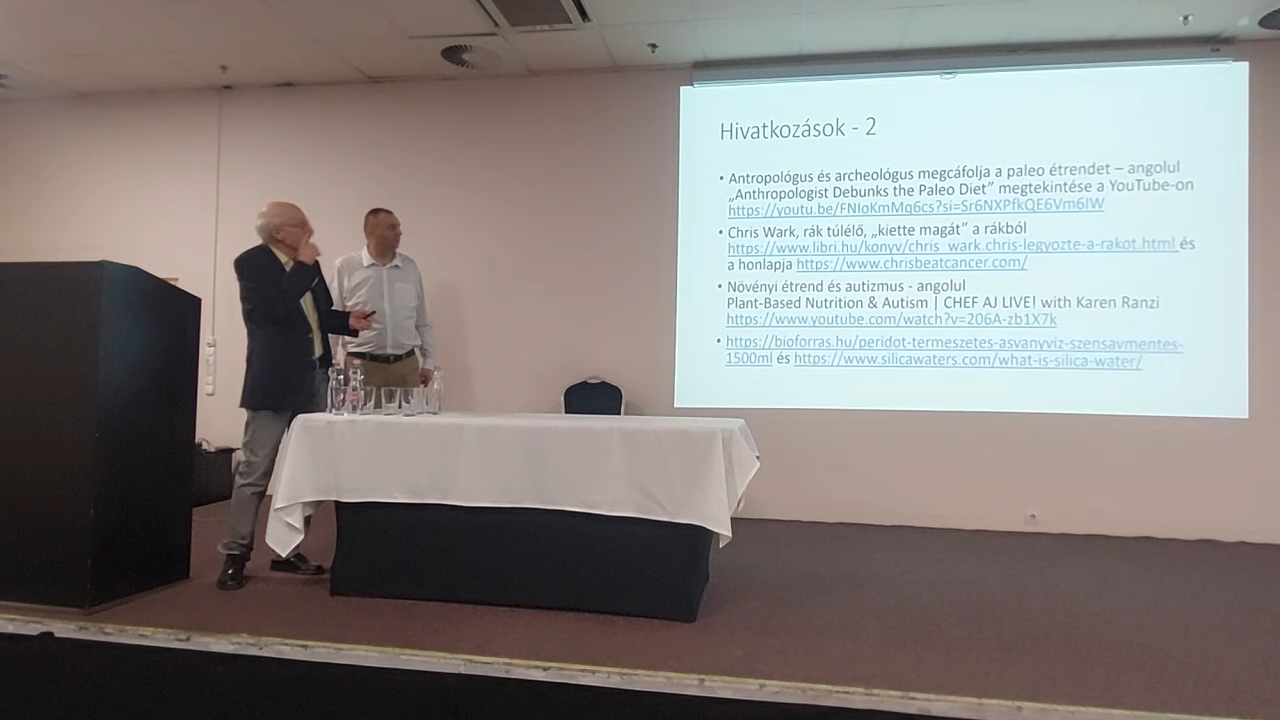 Hivatkozások - 2
• Antropológus és archeológus megcáfolja a paleo étrendet – angolul
„Anthropologist Debunks the Paleo Diet” megtekintése a YouTube-on
https://youtu.be/FNIoKmMq6cs?si=Sr6NXPfkQE6Vm6IW
• Chris Wark, rák túlélő, „kiette magát” a rákból
https://www.libri.hu/konyv/chris_wark.chris-legyozte-a-rakot.html és
a honlapja https://www.chrisbeatcancer.com/
• Növényi étrend és autizmus - angolul
Plant-Based Nutrition & Autism | CHEF AJ LIVE! with Karen Ranzi
https://www.youtube.com/watch?v=206A-zb1X7k
• https://bioforras.hu/peridot-termeszetes-asvanyviz-szensavmentes-
1500ml és https://www.silicawaters.com/what-is-silica-water/